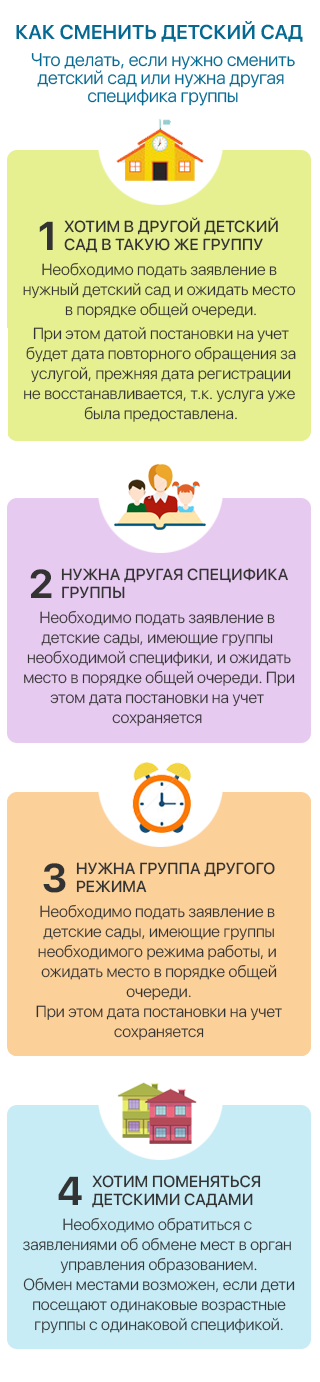 КАК СМЕНИТЬ ДЕТСКИЙ САД
Что делать, если нужно сменить
детский сад или нужна другая
специфика группы
1 ХОТИМ В ДРУГОЙ ДЕТСКИЙ
САД В ТАКУЮ ЖЕ ГРУППУ
Необходимо подать заявление в
нужный детский сад и ожидать место
в порядке общей очереди.
При этом датой постановки на учет
будет дата повторного обращения за
услугой, прежняя дата регистрации
не восстанавливается, т.к. услуга уже
была предоставлена.
2 НУЖНА ДРУГАЯ СПЕЦИФИКА
ГРУППЫ
Необходимо подать заявление в
детские сады, имеющие группы
необходимой специфики, и ожидать
место в порядке общей очереди. При
этом дата постановки на учет
сохраняется
3 НУЖНА ГРУППА ДРУГОГО
РЕЖИМА
Необходимо подать заявление в
детские сады, имеющие группы
необходимого режима работы, и
ожидать место в порядке общей
очереди.
При этом дата постановки на учет
сохраняется
4 ХОТИМ ПОМЕНЯТЬСЯ
ДЕТСКИМИ САДАМИ
Необходимо обратиться с
заявлениями об обмене мест в орган
управления образованием.
Обмен местами возможен, если дети
посещают одинаковые возрастные
группы с одинаковой спецификой.